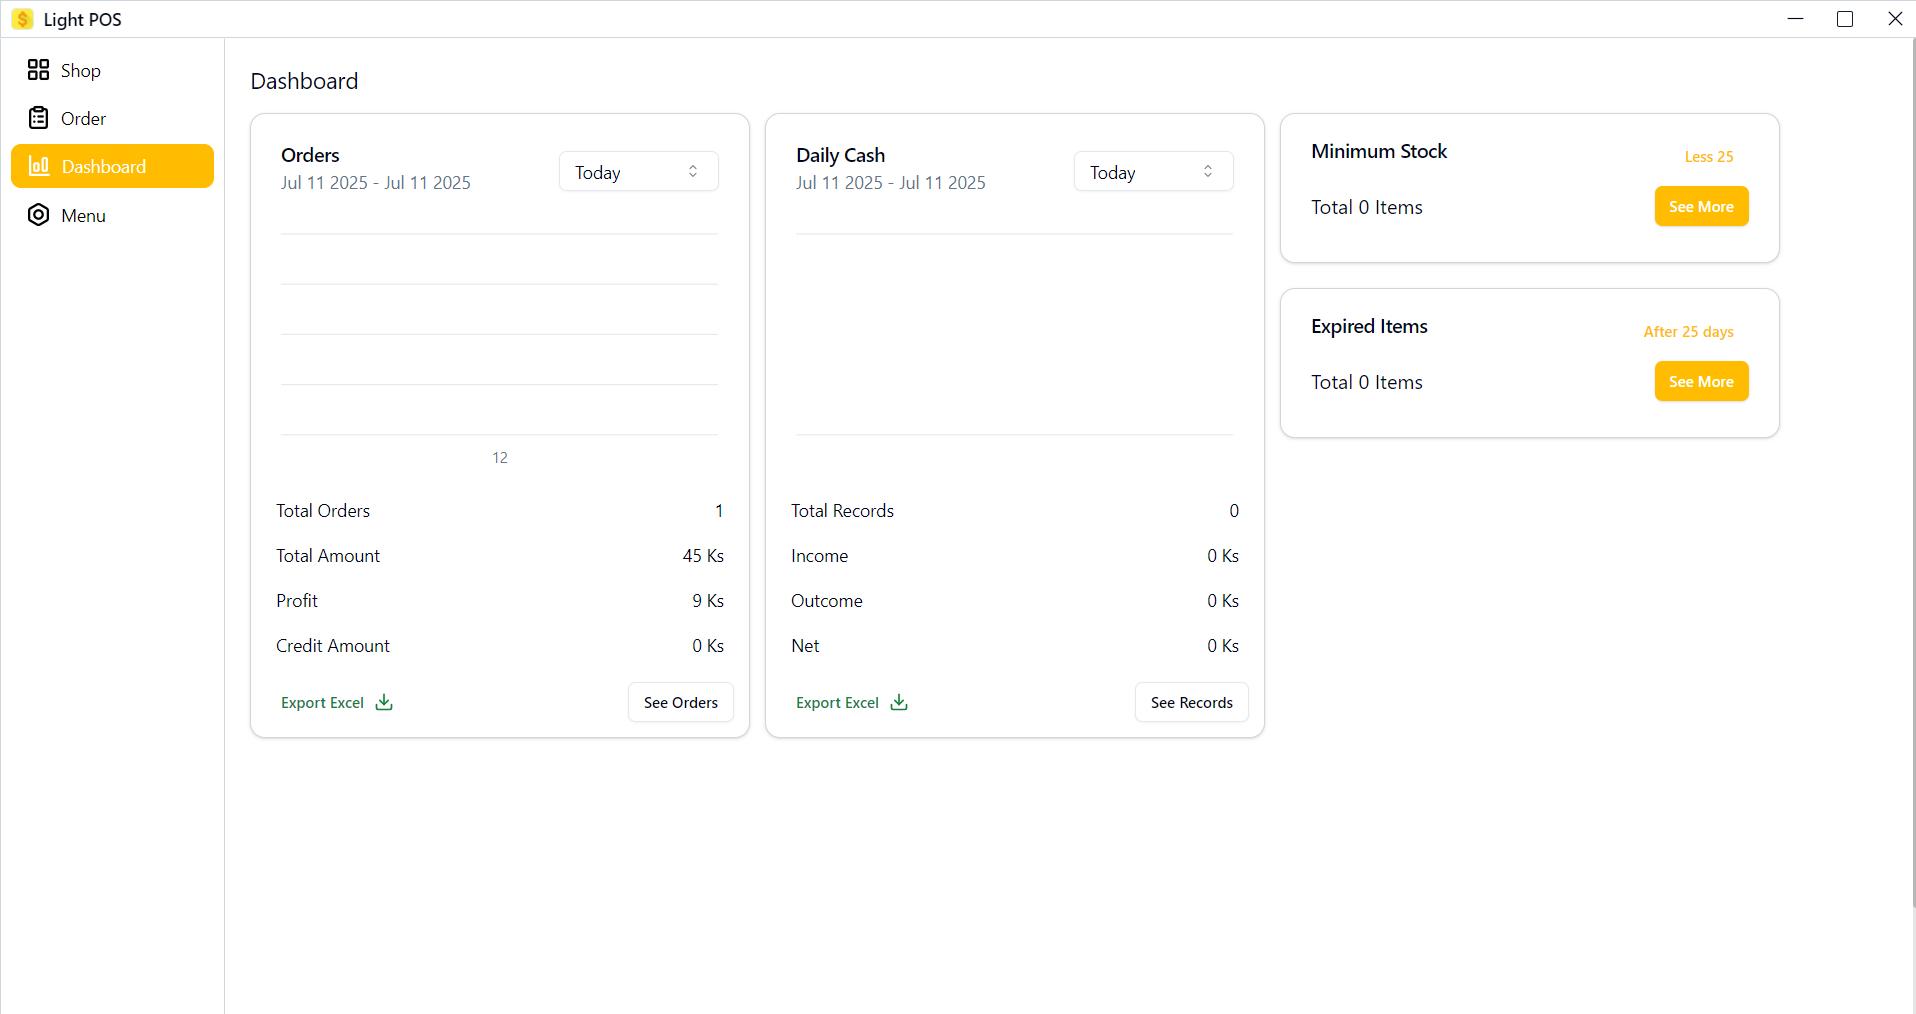 Light POS
Shop
Order
Dashboard
Menu
Dashboard
Orders
Jul 11 2025 - Jul 11 2025
Today
12
Total Orders 1
Total Amount 45 Ks
Profit 9 Ks
Credit Amount 0 Ks
Export Excel
See Orders
Daily Cash
Jul 11 2025 - Jul 11 2025
Today
Total Records 0
Income 0 Ks
Outcome 0 Ks
Net 0 Ks
Export Excel
See Records
Minimum Stock
Less 25
Total 0 Items
See More
Expired Items
After 25 days
Total 0 Items
See More